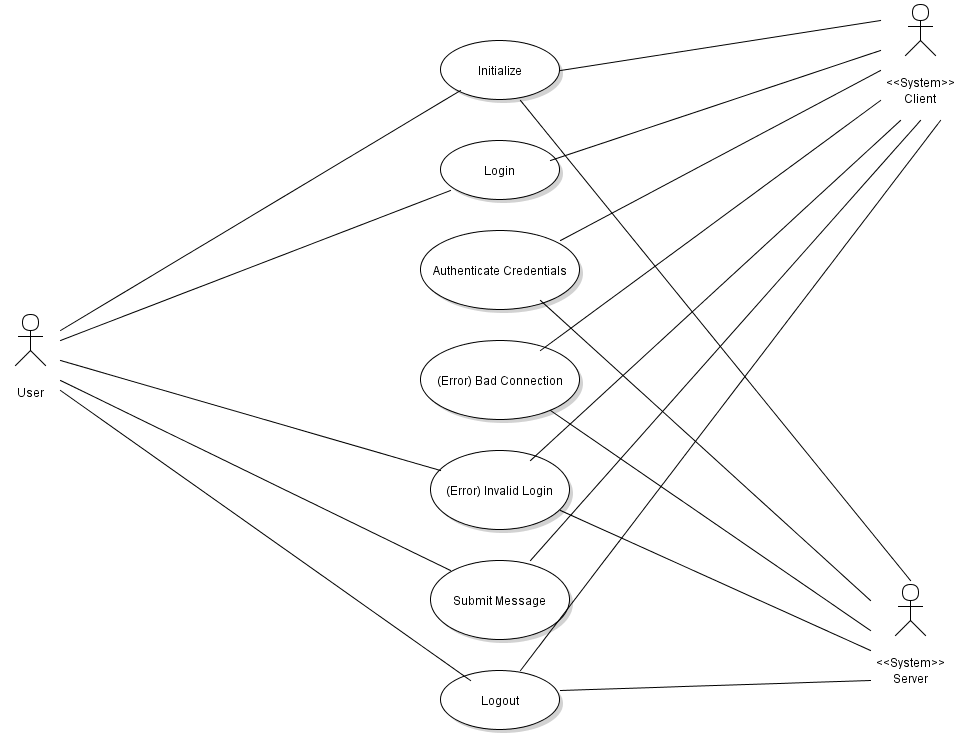 Initialize
<<System>>
Client
Login
Authenticate Credentials
(Error) Bad Connection
User
(Error) Invalid Login
Submit Message
<<System>>
Server
Logout